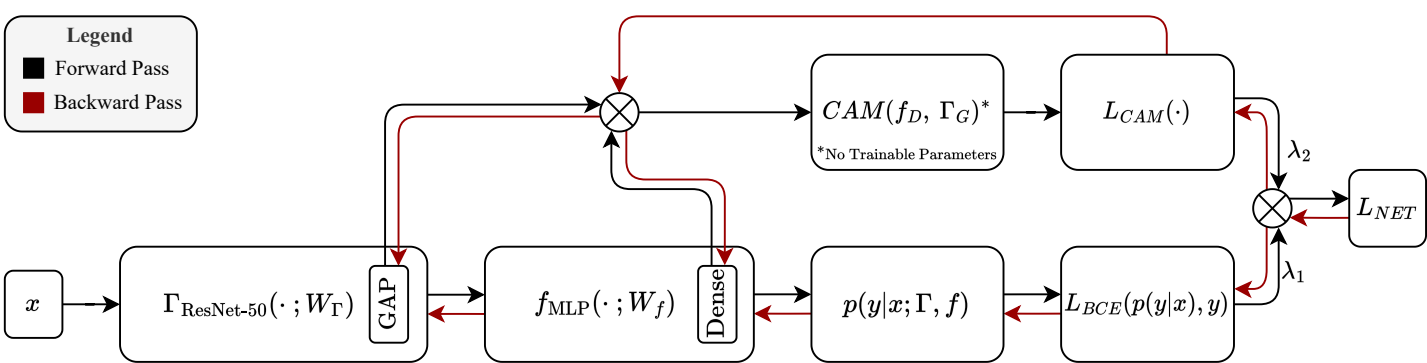 Legend
Forward Pass
Backward Pass
CAM(f_D, Γ_G)*
*No Trainable Parameters
L_CAM(·)
λ_2
L_NET
λ_1
x
Γ_ResNet-50(· ; W_Γ)
GAP
f_MLP(· ; W_f)
Dense
p(y|x; Γ, f)
L_BCE(p(y|x), y)